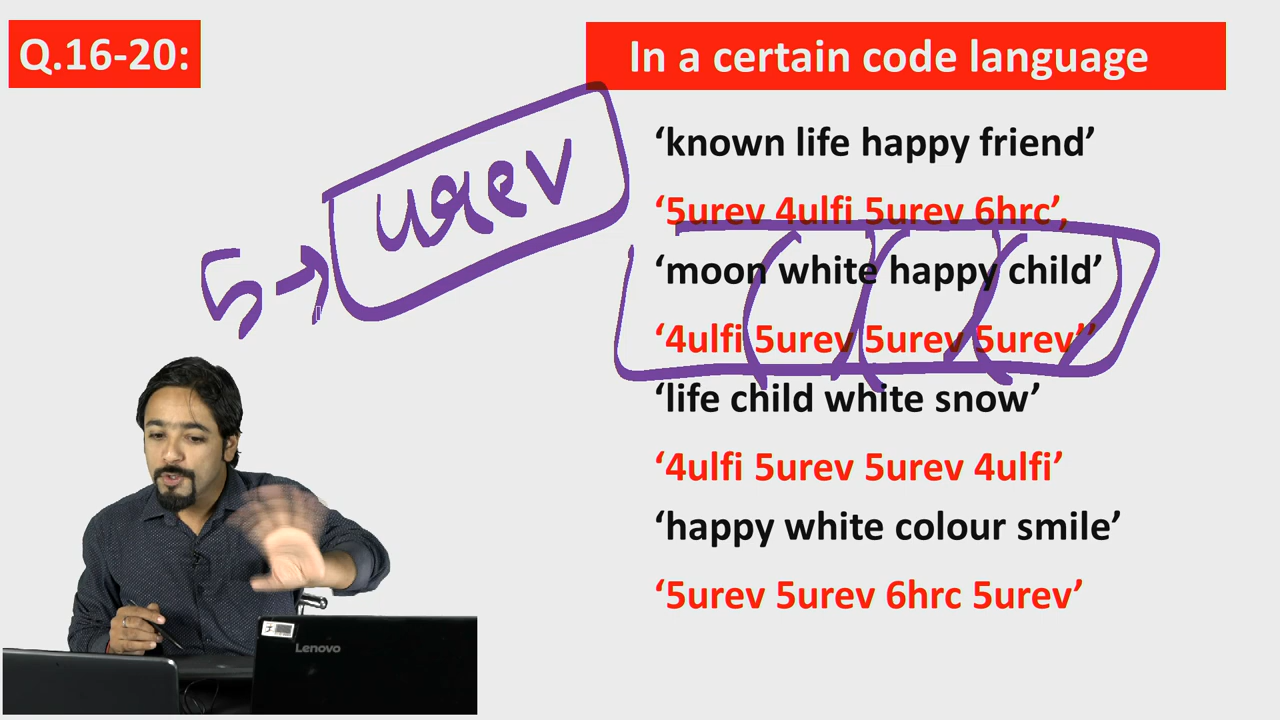 Q.16-20:
In a certain code language
‘known life happy friend’
‘5urev 4ulfi 5urev 6hrc’,
‘moon white happy child’
‘4ulfi 5urev 5urev 5urev’’
‘life child white snow’
‘4ulfi 5urev 5urev 4ulfi’
‘happy white colour smile’
‘5urev 5urev 6hrc 5urev’
5 → urev
Lenovo